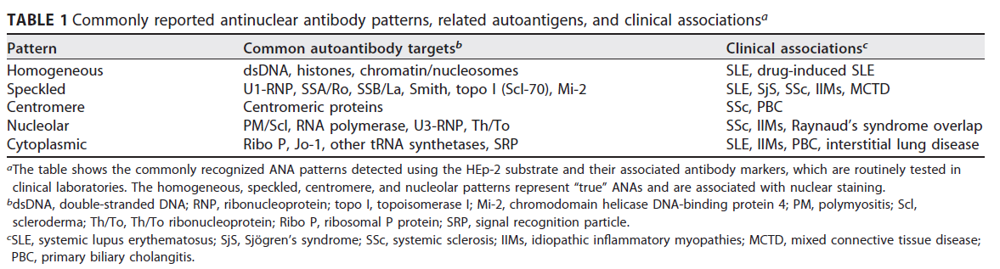 TABLE 1 Commonly reported antinuclear antibody patterns, related autoantigens, and clinical associationsa
Pattern Common autoantibody targetsb Clinical associationsc
Homogeneous dsDNA, histones, chromatin/nucleosomes SLE, drug-induced SLE
Speckled U1-RNP, SSA/Ro, SSB/La, Smith, topo I (Scl-70), Mi-2 SLE, SjS, SSc, IIMs, MCTD
Centromere Centromeric proteins SSc, PBC
Nucleolar PM/Scl, RNA polymerase, U3-RNP, Th/To SSc, IIMs, Raynaud's syndrome overlap
Cytoplasmic Ribo P, Jo-1, other tRNA synthetases, SRP SLE, IIMs, PBC, interstitial lung disease
aThe table shows the commonly recognized ANA patterns detected using the HEp-2 substrate and their associated antibody markers, which are routinely tested in
clinical laboratories. The homogeneous, speckled, centromere, and nucleolar patterns represent “true” ANAs and are associated with nuclear staining.
bdsDNA, double-stranded DNA; RNP, ribonucleoprotein; topo I, topoisomerase I; Mi-2, chromodomain helicase DNA-binding protein 4; PM, polymyositis; Scl,
scleroderma; Th/To, Th/To ribonucleoprotein; Ribo P, ribosomal P protein; SRP, signal recognition particle.
cSLE, systemic lupus erythematosus; SjS, Sjögren's syndrome; SSc, systemic sclerosis; IIMs, idiopathic inflammatory myopathies; MCTD, mixed connective tissue disease;
PBC, primary biliary cholangitis.